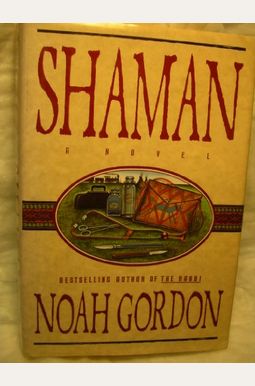 SHAMAN
A NOVEL
BESTSELLING AUTHOR OF THE RABBI
NOAH GORDON